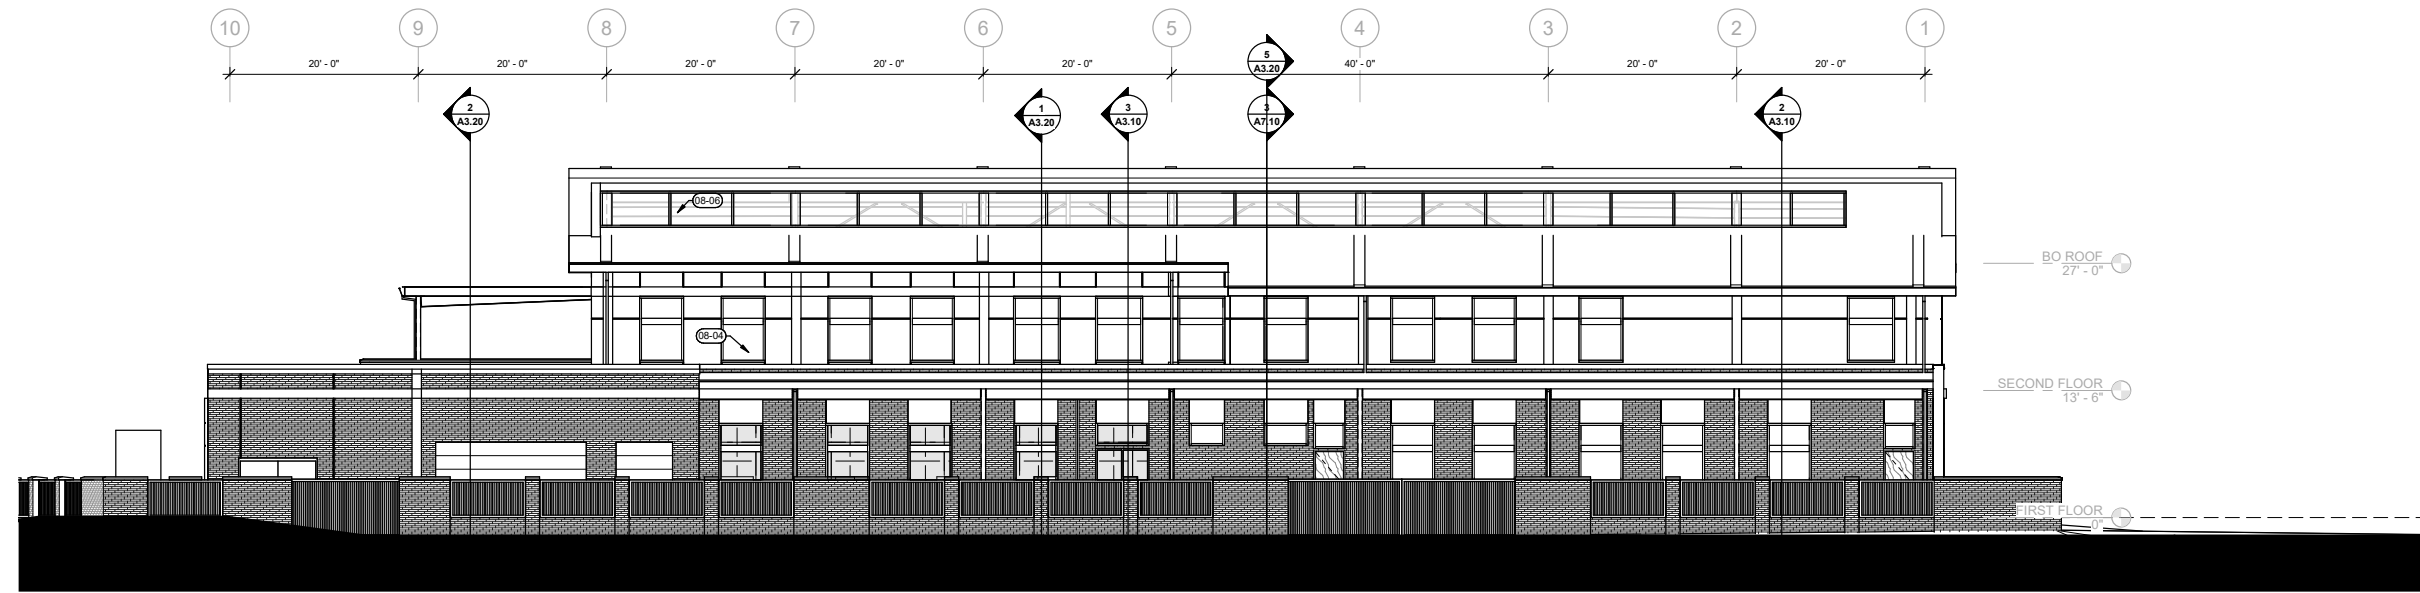 10 9 8 7 6 5 4 3 2 1
20' - 0" 20' - 0" 20' - 0" 20' - 0" 20' - 0" 40' - 0" 20' - 0" 20' - 0"
5
A3.20
2
A3.20
1
A3.20
3
A3.10
3
A7.10
2
A3.10
08-06
BO ROOF
27' - 0"
08-04
SECOND FLOOR
13' - 6"
FIRST FLOOR
0"